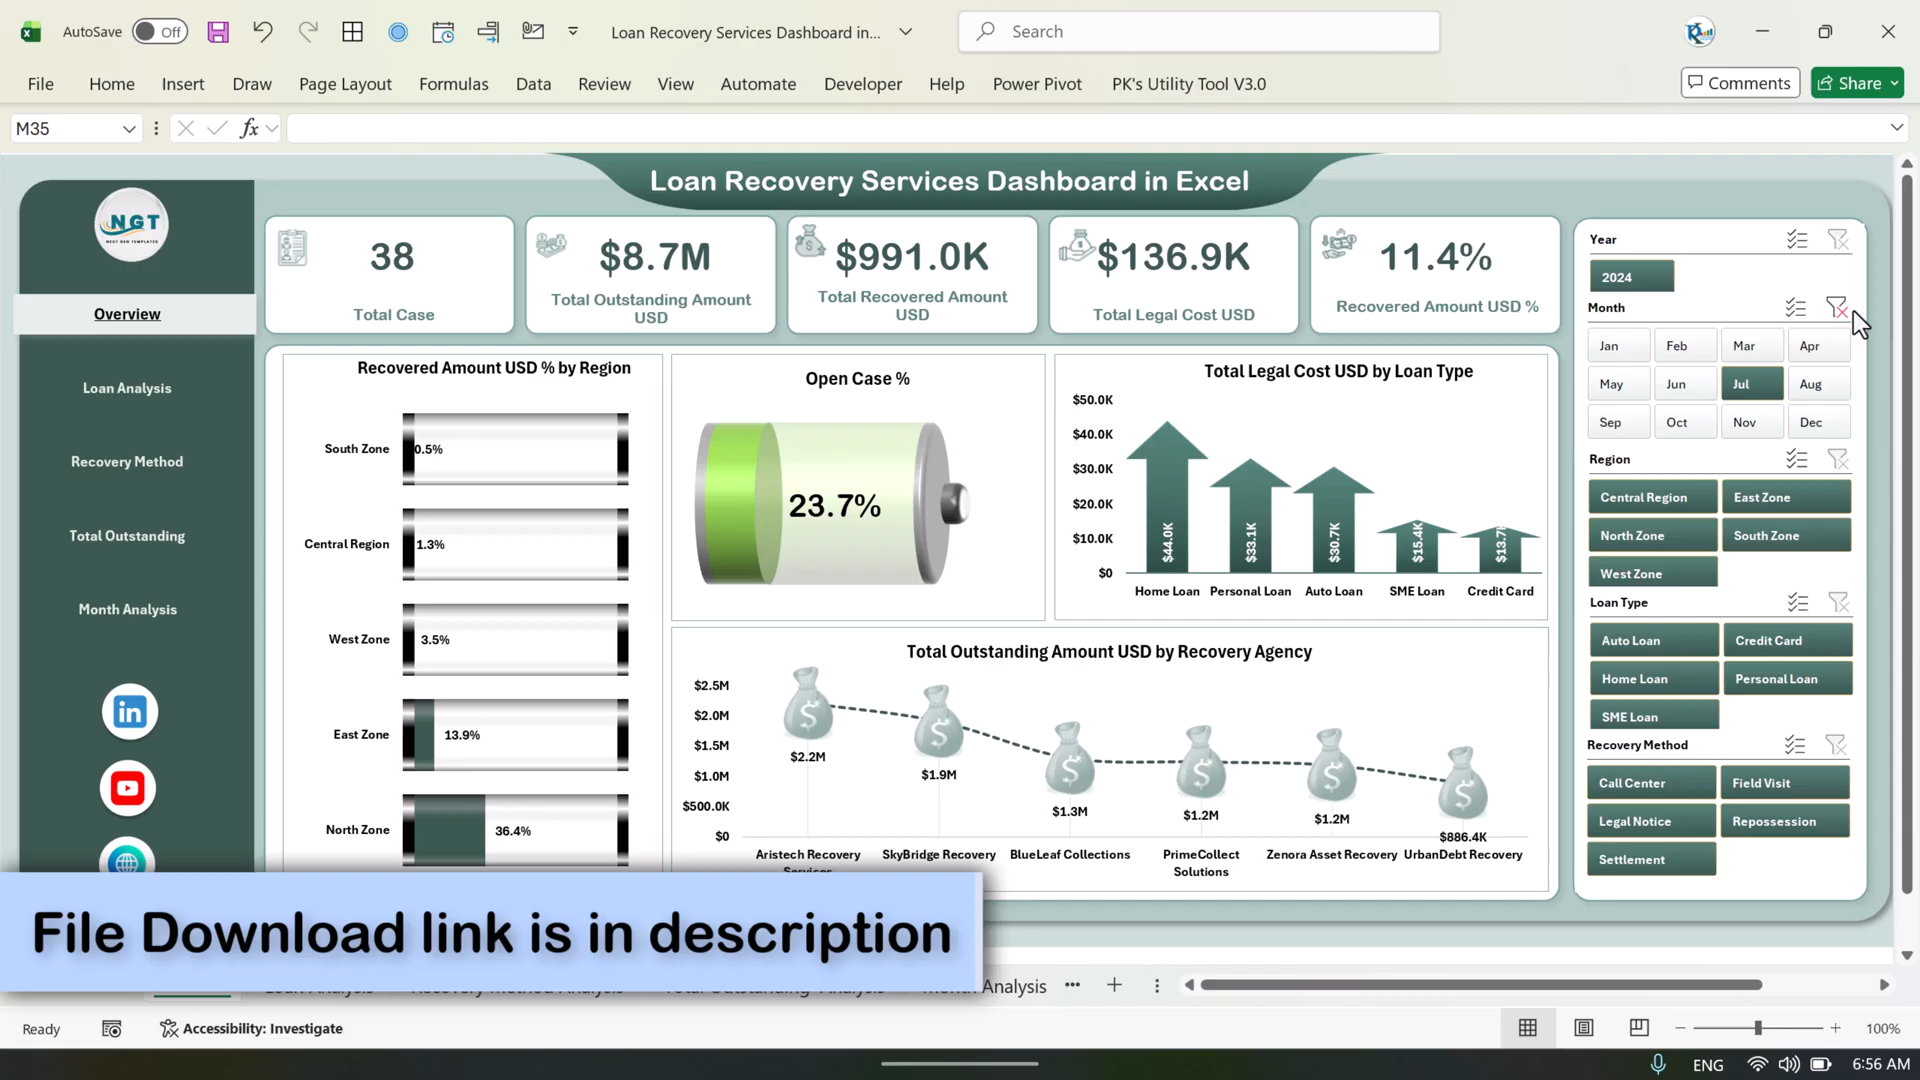 AutoSave Off
Loan Recovery Services Dashboard in...
Search
File Home Insert Draw Page Layout Formulas Data Review View Automate Developer Help Power Pivot PK's Utility Tool V3.0
Comments
Share
M35
fx
Loan Recovery Services Dashboard in Excel
NGT
NEXT GEN TEMPLATES
Overview
Loan Analysis
Recovery Method
Total Outstanding
Month Analysis
38
Total Case
$8.7M
Total Outstanding Amount
USD
$991.0K
Total Recovered Amount
USD
$136.9K
Total Legal Cost USD
11.4%
Recovered Amount USD %
Recovered Amount USD % by Region
South Zone 0.5%
Central Region 1.3%
West Zone 3.5%
East Zone 13.9%
North Zone 36.4%
Open Case %
23.7%
Total Legal Cost USD by Loan Type
$50.0K
$40.0K
$30.0K
$20.0K
$10.0K
$0
$44.0K $33.1K $30.7K $15.4K
Home Loan Personal Loan Auto Loan SME Loan Credit Card
Total Outstanding Amount USD by Recovery Agency
$2.5M
$2.0M
$1.5M
$1.0M
$500.0K
$0
$2.2M
$1.9M
$1.3M
$1.2M
$1.2M
$886.4K
Aristech Recovery SkyBridge Recovery BlueLeaf Collections PrimeCollect Zenora Asset Recovery UrbanDebt Recovery
Services Solutions
Year
2024
Month
Jan Feb Mar Apr
May Jun Jul Aug
Sep Oct Nov Dec
Region
Central Region East Zone
North Zone South Zone
West Zone
Loan Type
Auto Loan Credit Card
Home Loan Personal Loan
SME Loan
Recovery Method
Call Center Field Visit
Legal Notice Repossession
Settlement
File Download link is in description
Analysis
Ready
Accessibility: Investigate
100%
ENG
6:56 AM